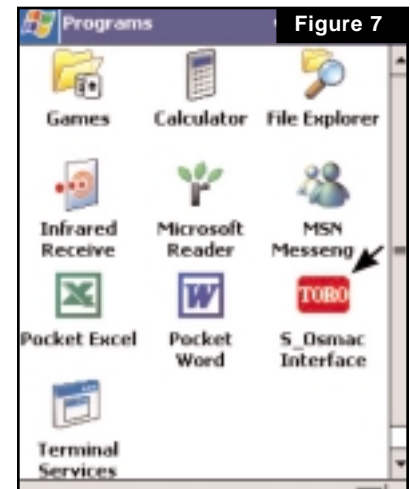 Programs
Figure 7
Games Calculator File Explorer
Infrared Microsoft MSN
Receive Reader Messeng
TORO
Pocket Excel Pocket S_Osmac
Word Interface
Terminal
Services